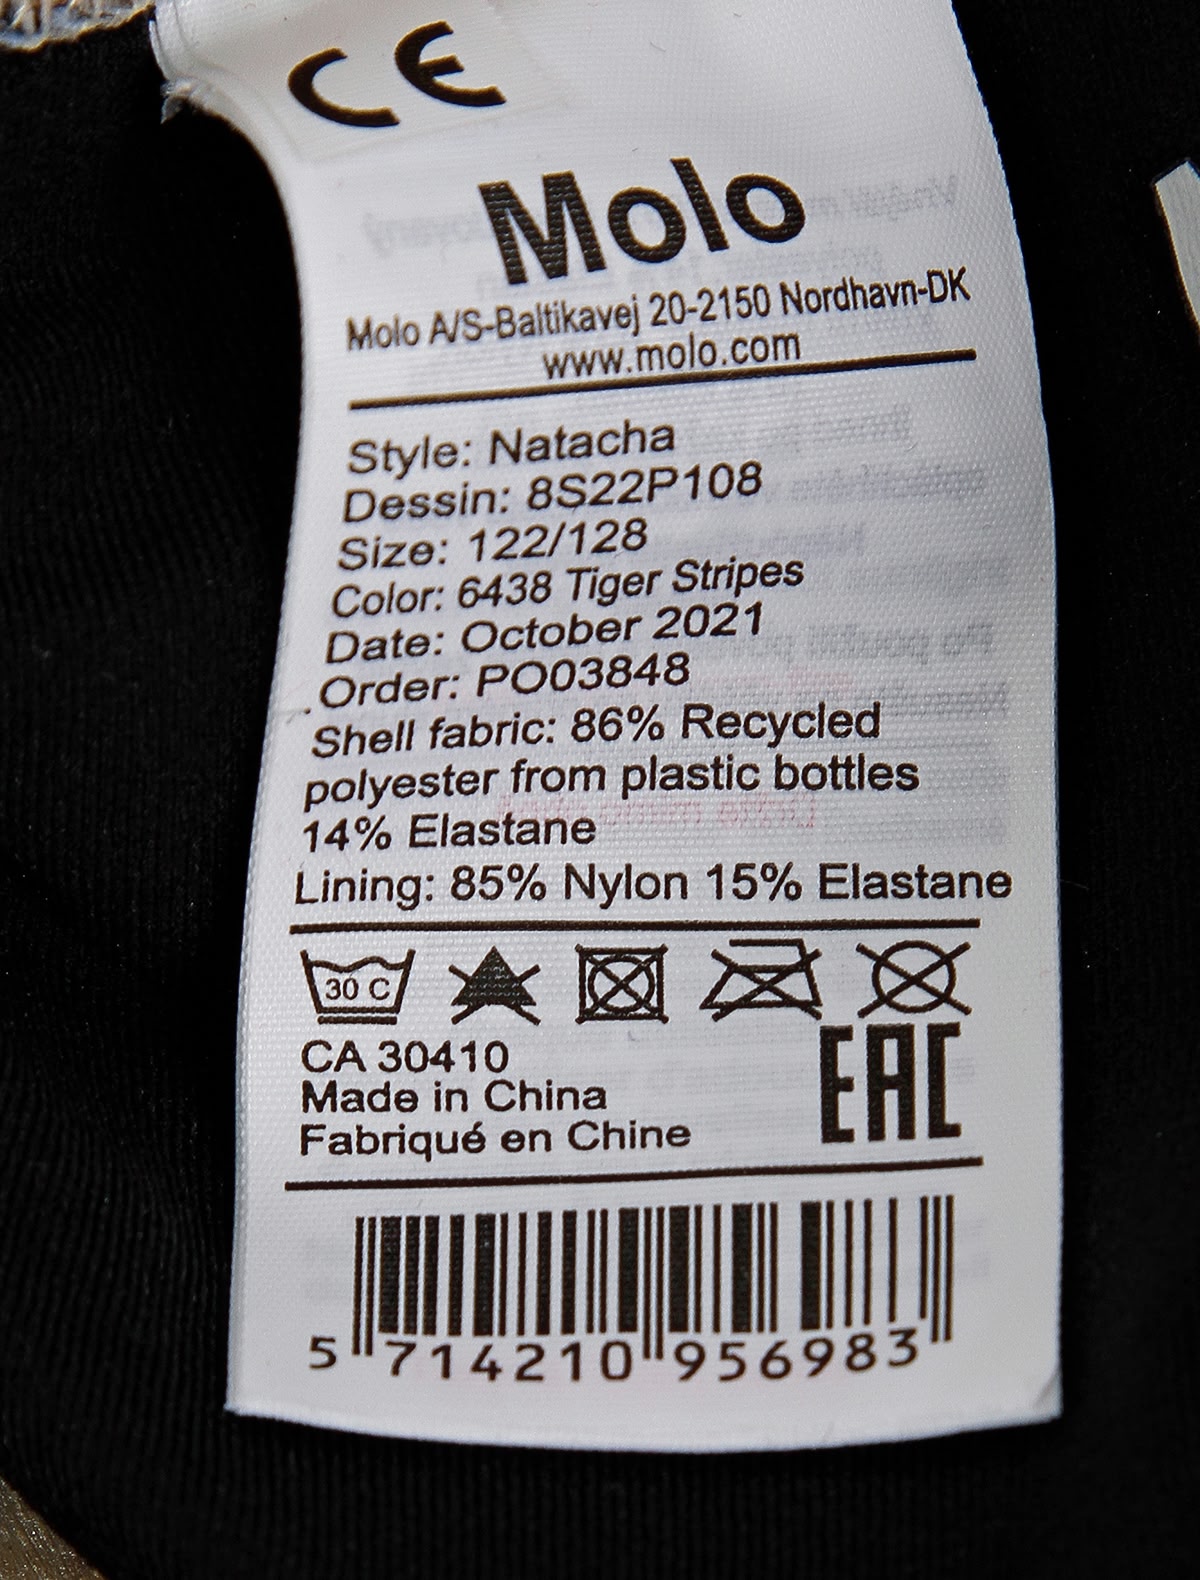 CE
Molo
Molo A/S-Baltikavej 20-2150 Nordhavn-DK
www.molo.com
Style: Natacha
Dessin: 8S22P108
Size: 122/128
Color: 6438 Tiger Stripes
Date: October 2021
Order: PO03848
Shell fabric: 86% Recycled
polyester from plastic bottles
14% Elastane
Lining: 85% Nylon 15% Elastane
30 C
CA 30410
Made in China
Fabriqué en Chine
EAC
5 714210 956983